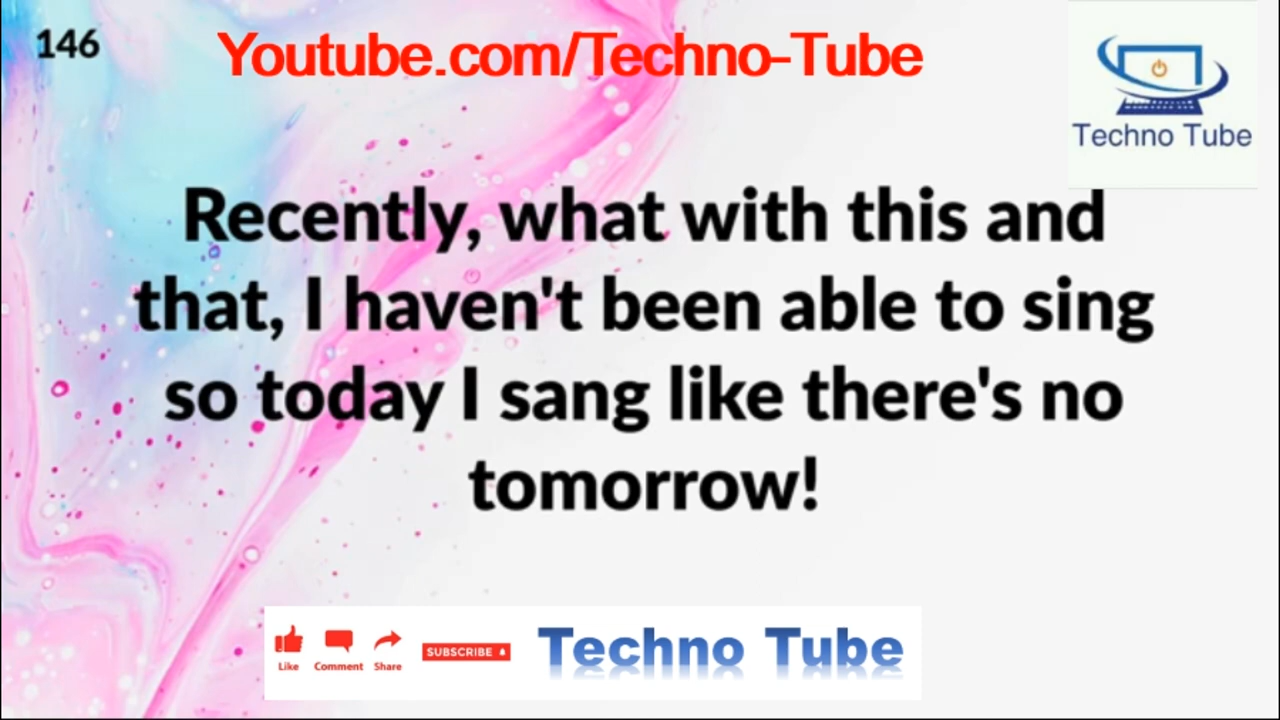 146
Youtube.com/Techno-Tube
Techno Tube
Recently, what with this and
that, I haven't been able to sing
so today I sang like there's no
tomorrow!
Like Comment Share
SUBSCRIBE
Techno Tube